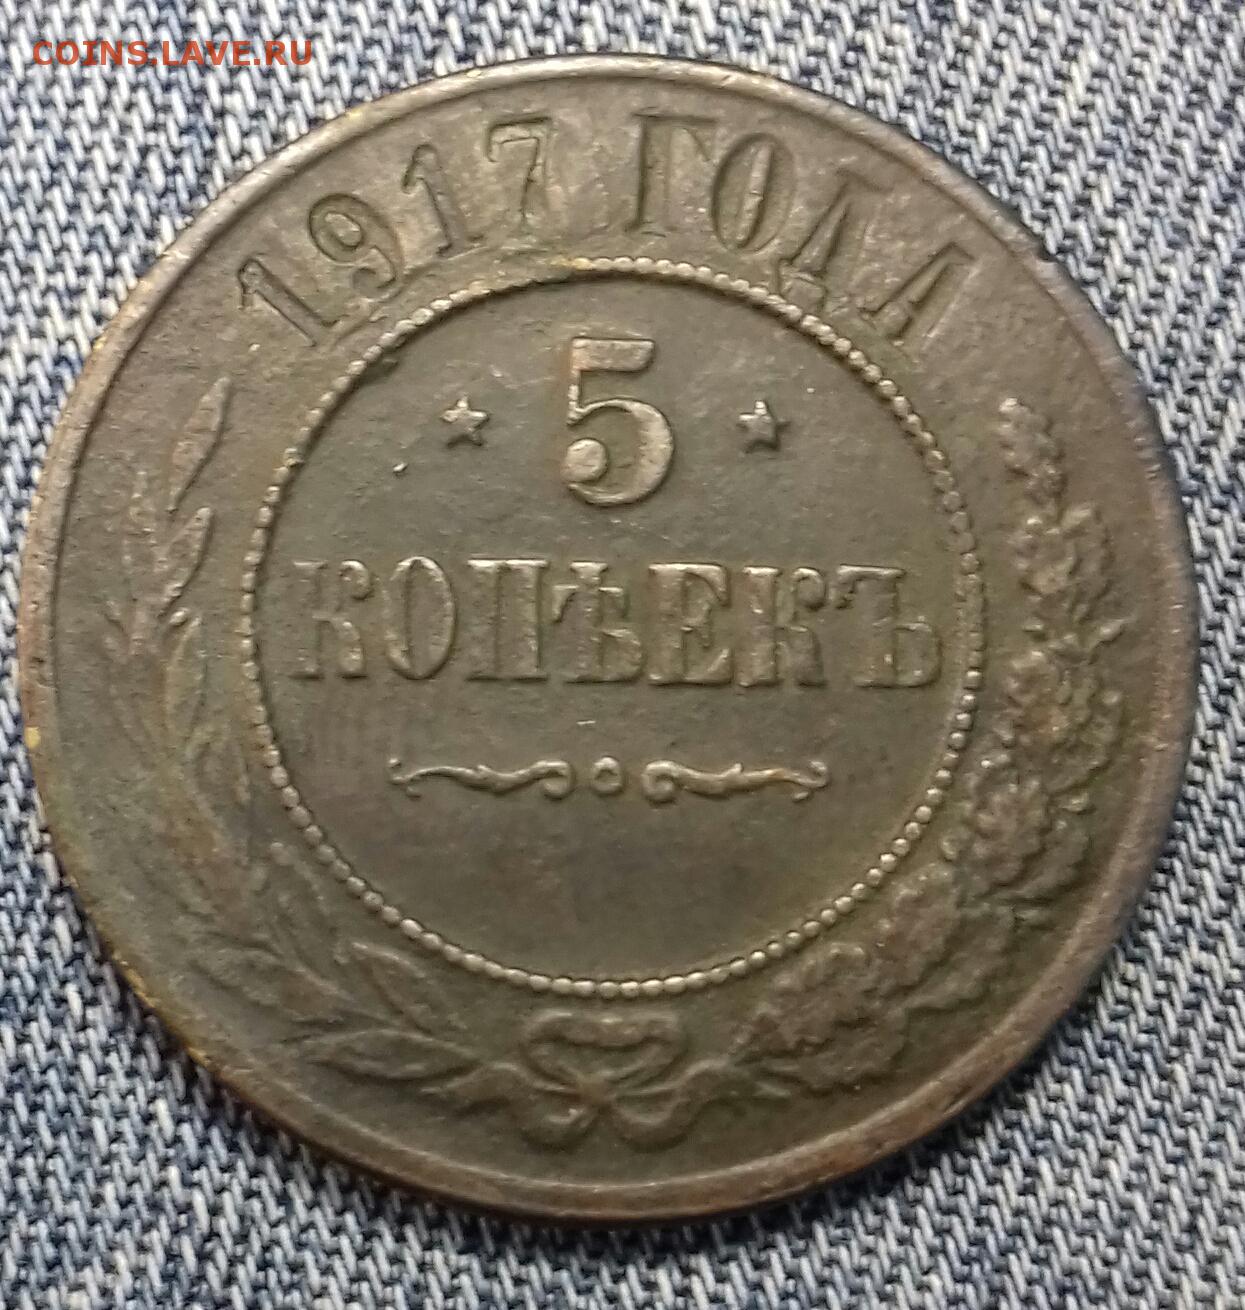 COINS.LAVE.RU
1917 ГОДА
5
КОПѢЕКЪ